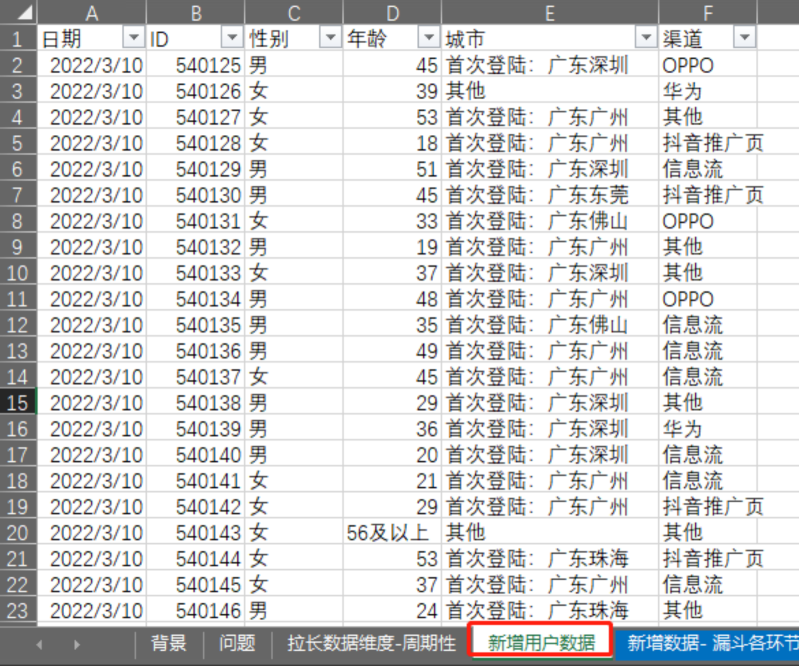 A B C D E F
1 日期 ID 性别 年龄 城市 渠道
2 2022/3/10 540125 男 45 首次登陆：广东深圳 OPPO
3 2022/3/10 540126 女 39 其他 华为
4 2022/3/10 540127 女 53 首次登陆：广东广州 其他
5 2022/3/10 540128 女 18 首次登陆：广东广州 抖音推广页
6 2022/3/10 540129 男 51 首次登陆：广东深圳 信息流
7 2022/3/10 540130 男 45 首次登陆：广东东莞 抖音推广页
8 2022/3/10 540131 女 33 首次登陆：广东佛山 OPPO
9 2022/3/10 540132 男 19 首次登陆：广东广州 其他
10 2022/3/10 540133 女 37 首次登陆：广东深圳 其他
11 2022/3/10 540134 男 48 首次登陆：广东广州 OPPO
12 2022/3/10 540135 男 35 首次登陆：广东佛山 信息流
13 2022/3/10 540136 男 49 首次登陆：广东广州 信息流
14 2022/3/10 540137 女 45 首次登陆：广东广州 信息流
15 2022/3/10 540138 男 29 首次登陆：广东深圳 其他
16 2022/3/10 540139 男 36 首次登陆：广东深圳 华为
17 2022/3/10 540140 男 20 首次登陆：广东深圳 信息流
18 2022/3/10 540141 女 21 首次登陆：广东广州 信息流
19 2022/3/10 540142 女 29 首次登陆：广东广州 抖音推广页
20 2022/3/10 540143 女 56及以上 其他 其他
21 2022/3/10 540144 女 53 首次登陆：广东珠海 抖音推广页
22 2022/3/10 540145 女 37 首次登陆：广东广州 信息流
23 2022/3/10 540146 男 24 首次登陆：广东珠海 其他
背景 问题 拉长数据维度-周期性 新增用户数据 新增数据- 漏斗各环节